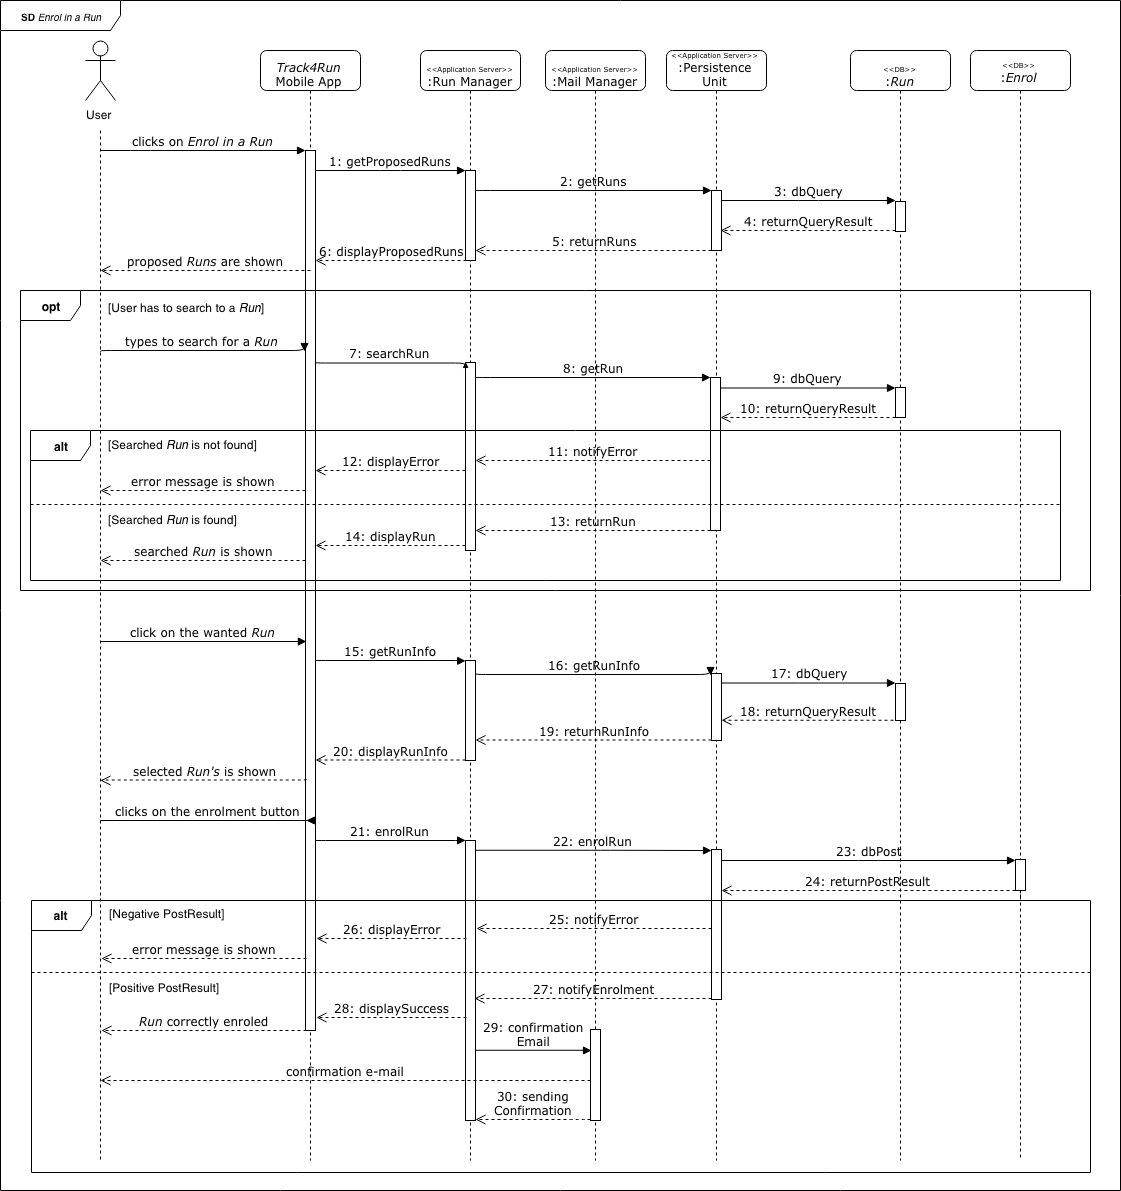 SD Enrol in a Run
User
Track4Run
Mobile App
<<Application Server>>
:Run Manager
<<Application Server>>
:Mail Manager
<<Application Server>>
:Persistence
Unit
<<DB>>
:Run
<<DB>>
:Enrol
clicks on Enrol in a Run
1: getProposedRuns
2: getRuns
3: dbQuery
4: returnQueryResult
5: returnRuns
6: displayProposedRuns
proposed Runs are shown
opt
[User has to search to a Run]
types to search for a Run
7: searchRun
8: getRun
9: dbQuery
10: returnQueryResult
alt
[Searched Run is not found]
11: notifyError
12: displayError
error message is shown
[Searched Run is found]
13: returnRun
14: displayRun
searched Run is shown
click on the wanted Run
15: getRunInfo
16: getRunInfo
17: dbQuery
18: returnQueryResult
19: returnRunInfo
20: displayRunInfo
selected Run's is shown
clicks on the enrolment button
21: enrolRun
22: enrolRun
23: dbPost
24: returnPostResult
alt
[Negative PostResult]
25: notifyError
26: displayError
error message is shown
[Positive PostResult]
27: notifyEnrolment
28: displaySuccess
Run correctly enroled
29: confirmation
Email
confirmation e-mail
30: sending
Confirmation